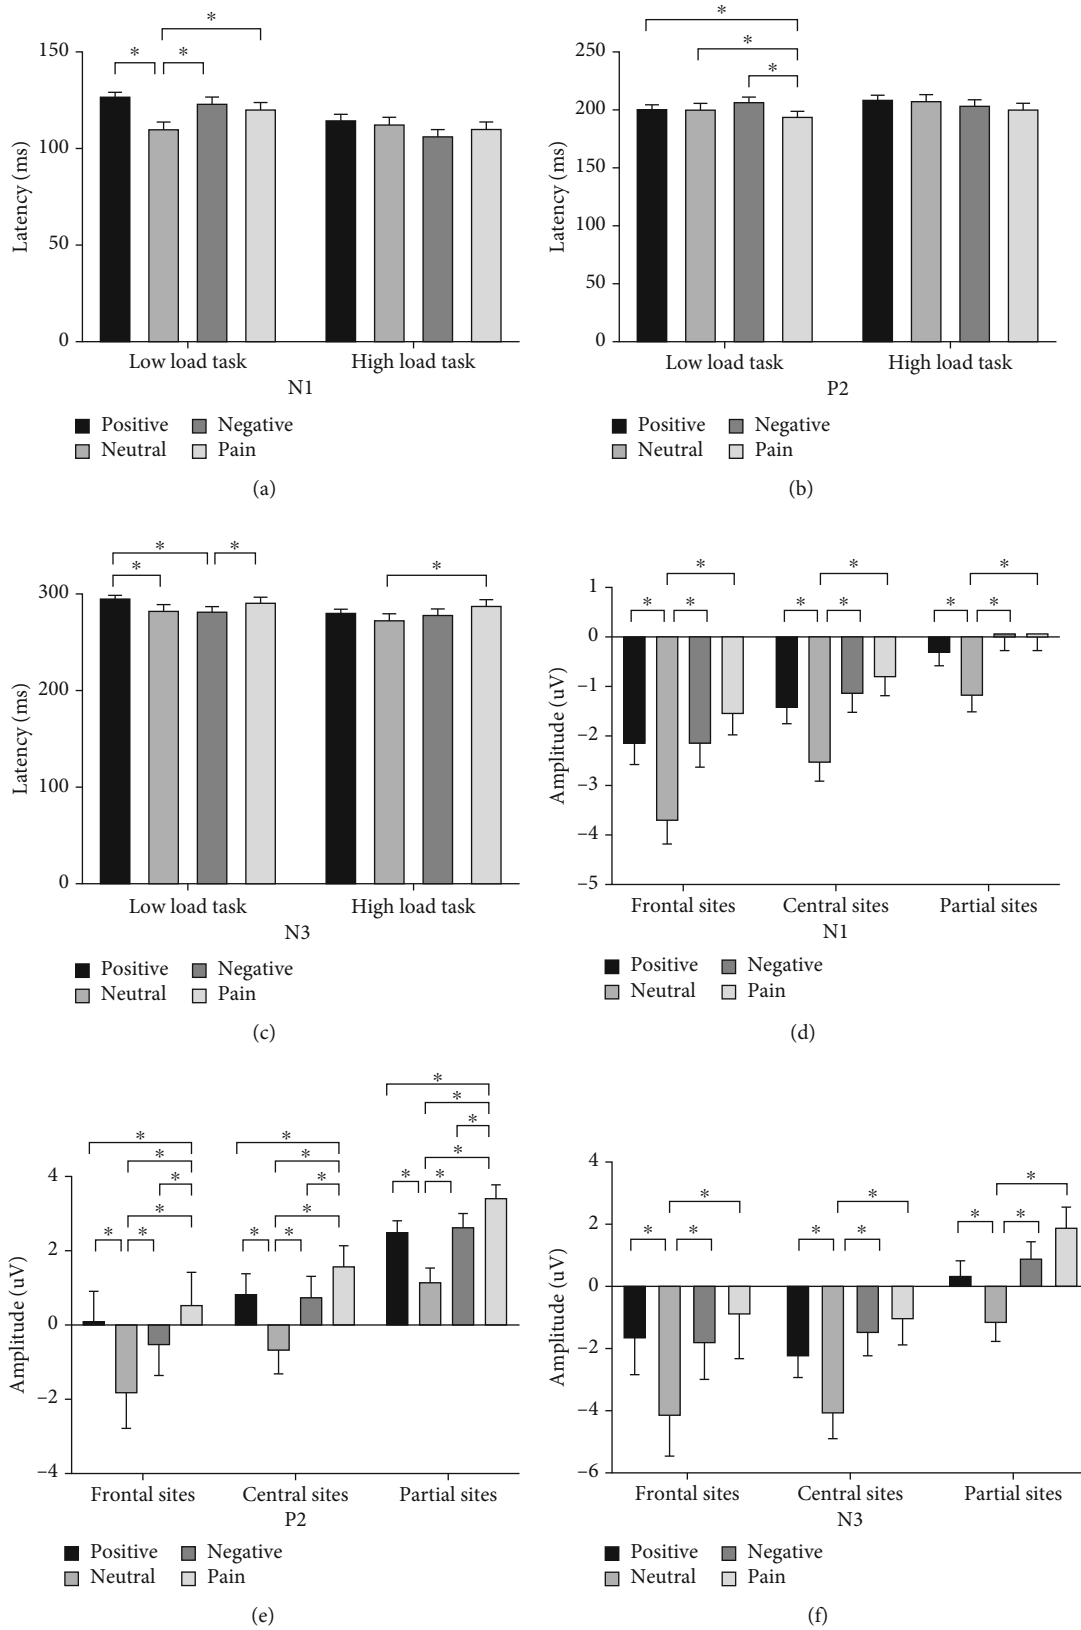 *
* *
150
100
50
0
Latency (ms)
Low load task High load task
N1
Positive Negative
Neutral Pain
(a)
*
*
*
250
200
150
100
50
0
Latency (ms)
Low load task High load task
P2
Positive Negative
Neutral Pain
(b)
* *
* *
300
200
100
0
Latency (ms)
Low load task High load task
N3
Positive Negative
Neutral Pain
(c)
* * *
* * * * * *
1
0
−1
−2
−3
−4
−5
Amplitude (uV)
Frontal sites Central sites Partial sites
N1
Positive Negative
Neutral Pain
(d)
*
*
*
* * *
* * *
* * * *
* *
* * * *
4
2
0
−2
−4
Amplitude (uV)
Frontal sites Central sites Partial sites
P2
Positive Negative
Neutral Pain
(e)
*
* *
* *
* * * *
4
2
0
−2
−4
−6
Amplitude (uV)
Frontal sites Central sites Partial sites
N3
Positive Negative
Neutral Pain
(f)